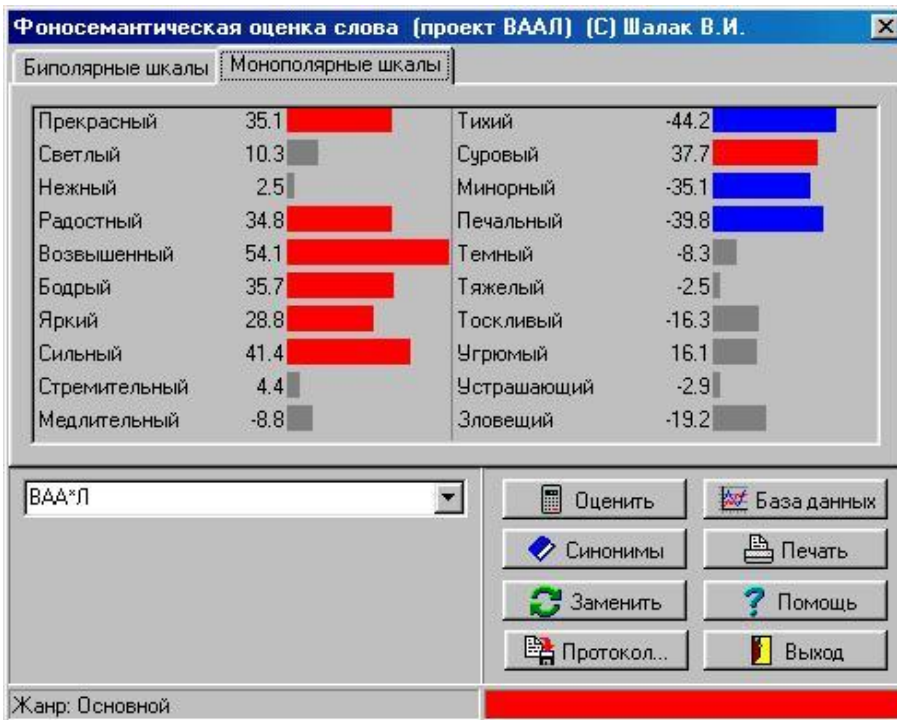 Фоносемантическая оценка слова (проект ВААЛ) (С) Шалак В.И.
Биполярные шкалы Монополярные шкалы
Прекрасный 35.1 Тихий -44.2
Светлый 10.3 Суровый 37.7
Нежный 2.5 Минорный -35.1
Радостный 34.8 Печальный -39.8
Возвышенный 54.1 Темный -8.3
Бодрый 35.7 Тяжелый -2.5
Яркий 28.8 Тоскливый -16.3
Сильный 41.4 Угрюмый 16.1
Стремительный 4.4 Устрашающий -2.9
Медлительный -8.8 Зловещий -19.2
ВАА*Л
Оценить База данных
Синонимы Печать
Заменить Помощь
Протокол... Выход
Жанр: Основной